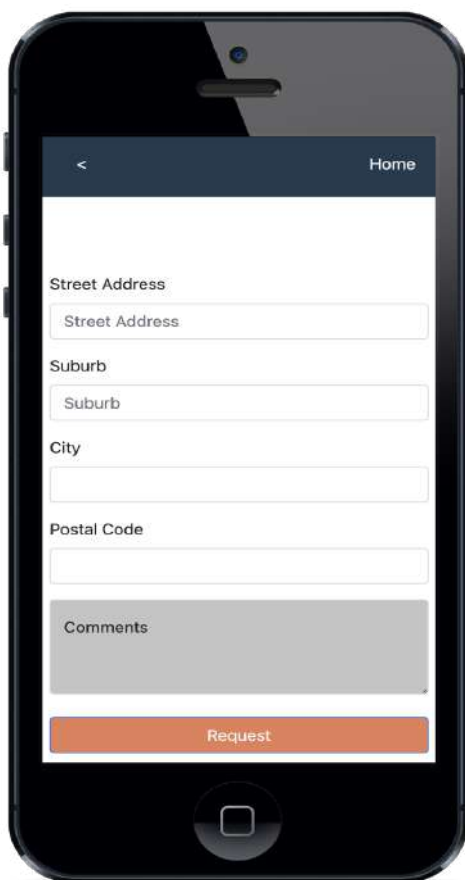 < Home
Street Address
Street Address
Suburb
Suburb
City
Postal Code
Comments
Request